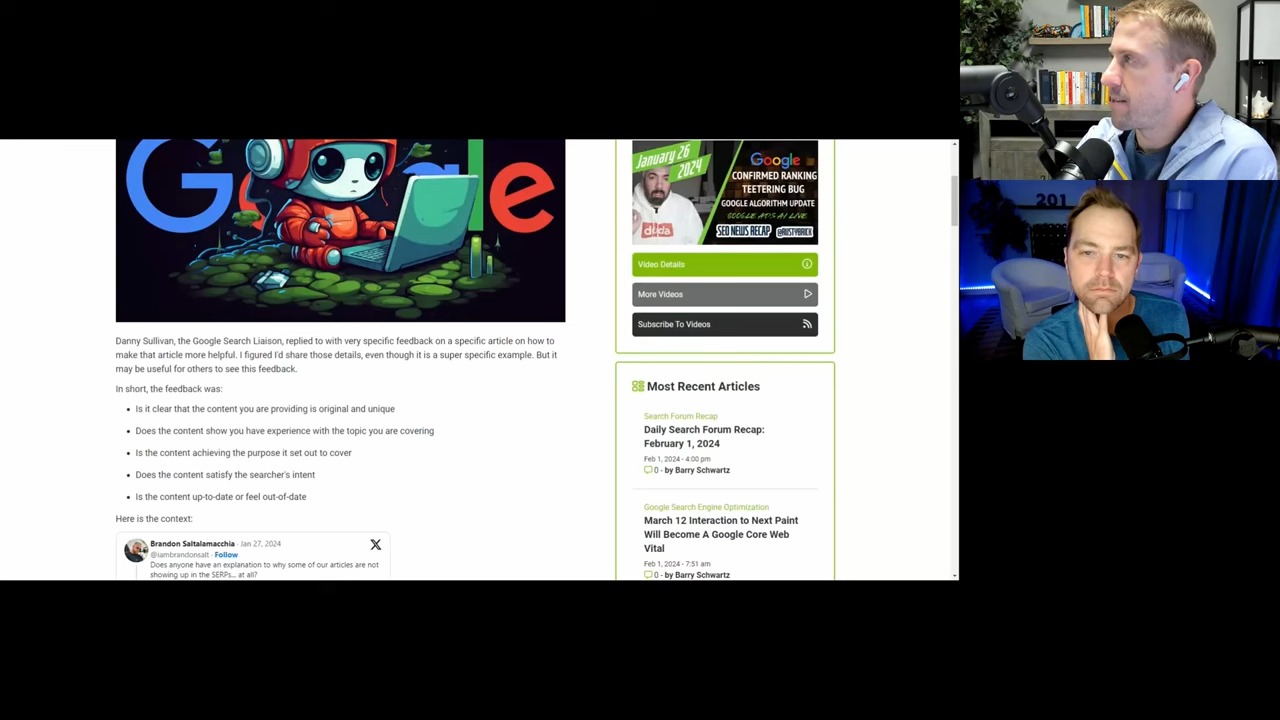 Google
Danny Sullivan, the Google Search Liaison, replied to with very specific feedback on a specific article on how to
make that article more helpful. I figured I'd share those details, even though it is a super specific example. But it
may be useful for others to see this feedback.
In short, the feedback was:
Is it clear that the content you are providing is original and unique
Does the content show you have experience with the topic you are covering
Is the content achieving the purpose it set out to cover
Does the content satisfy the searcher's intent
Is the content up-to-date or feel out-of-date
Here is the context:
Brandon Saltalamacchia · Jan 27, 2024
@iambrandonsalt · Follow
Does anyone have an explanation to why some of our articles are not
showing up in the SERPs... at all?
January 26
2024
Google
CONFIRMED RANKING
TEETERING BUG
GOOGLE ALGORITHM UPDATE
GOOGLE ADS AI LIVE
SEO NEWS RECAP @RUSTYBRICK
duda
Video Details
More Videos
Subscribe To Videos
Most Recent Articles
Search Forum Recap
Daily Search Forum Recap:
February 1, 2024
Feb 1, 2024 - 4:00 pm
0 - by Barry Schwartz
Google Search Engine Optimization
March 12 Interaction to Next Paint
Will Become A Google Core Web
Vital
Feb 1, 2024 - 7:51 am
0 - by Barry Schwartz
201